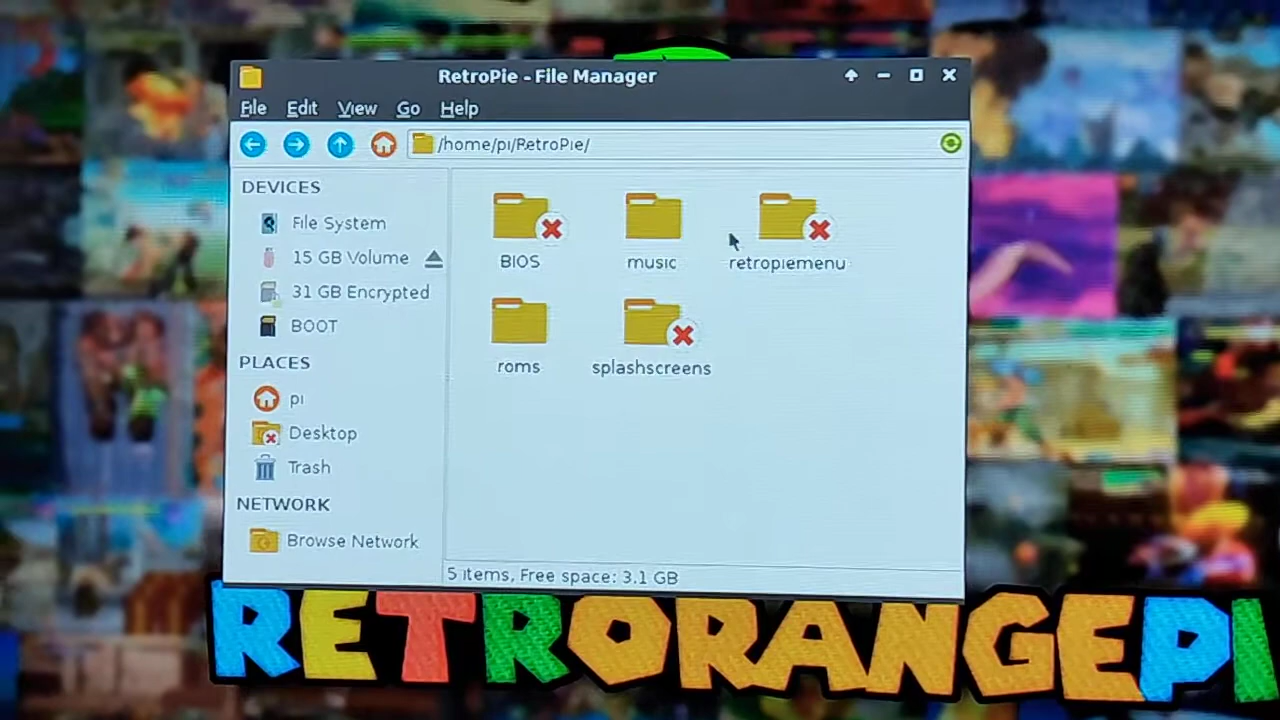 RetroPie - File Manager
File Edit View Go Help
/home/pi/RetroPie/
DEVICES
File System
15 GB Volume
31 GB Encrypted
BOOT
PLACES
pi
Desktop
Trash
NETWORK
Browse Network
BIOS music retropiemenu
roms splashscreens
5 items, Free space: 3.1 GB
RETRORANGEPI